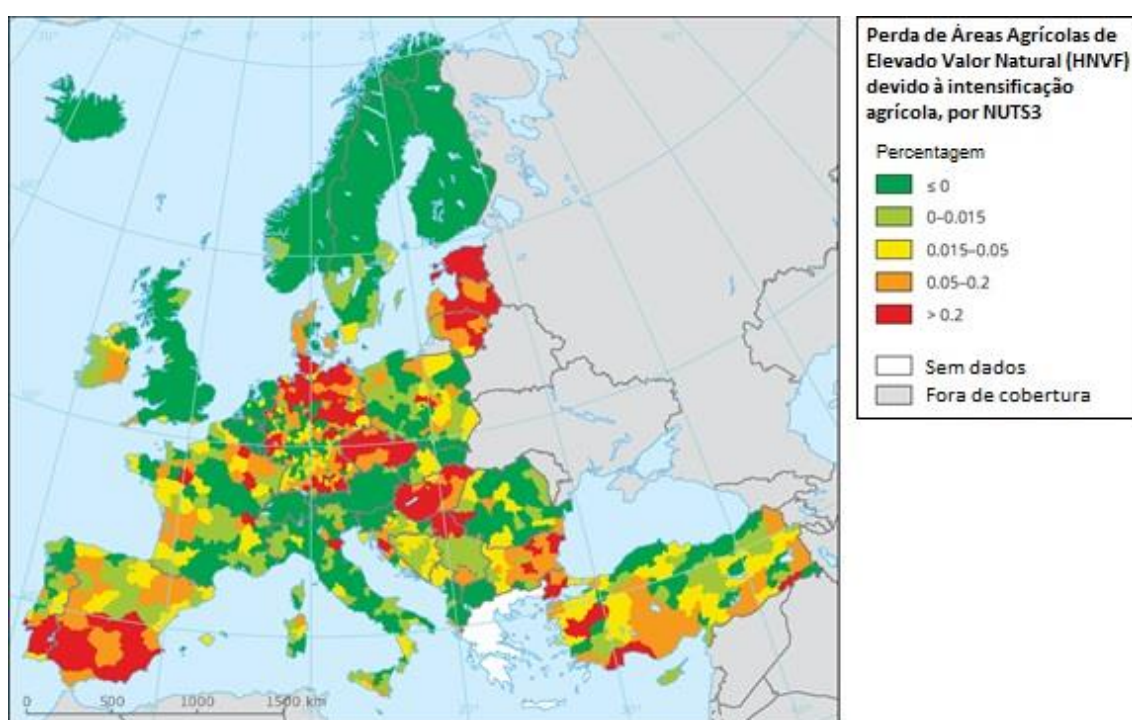 Perda de Áreas Agrícolas de
Elevado Valor Natural (HNVF)
devido à intensificação
agrícola, por NUTS3
Percentagem
≤ 0
0–0.015
0.015–0.05
0.05–0.2
> 0.2
Sem dados
Fora de cobertura
0 500 1000 1500 km